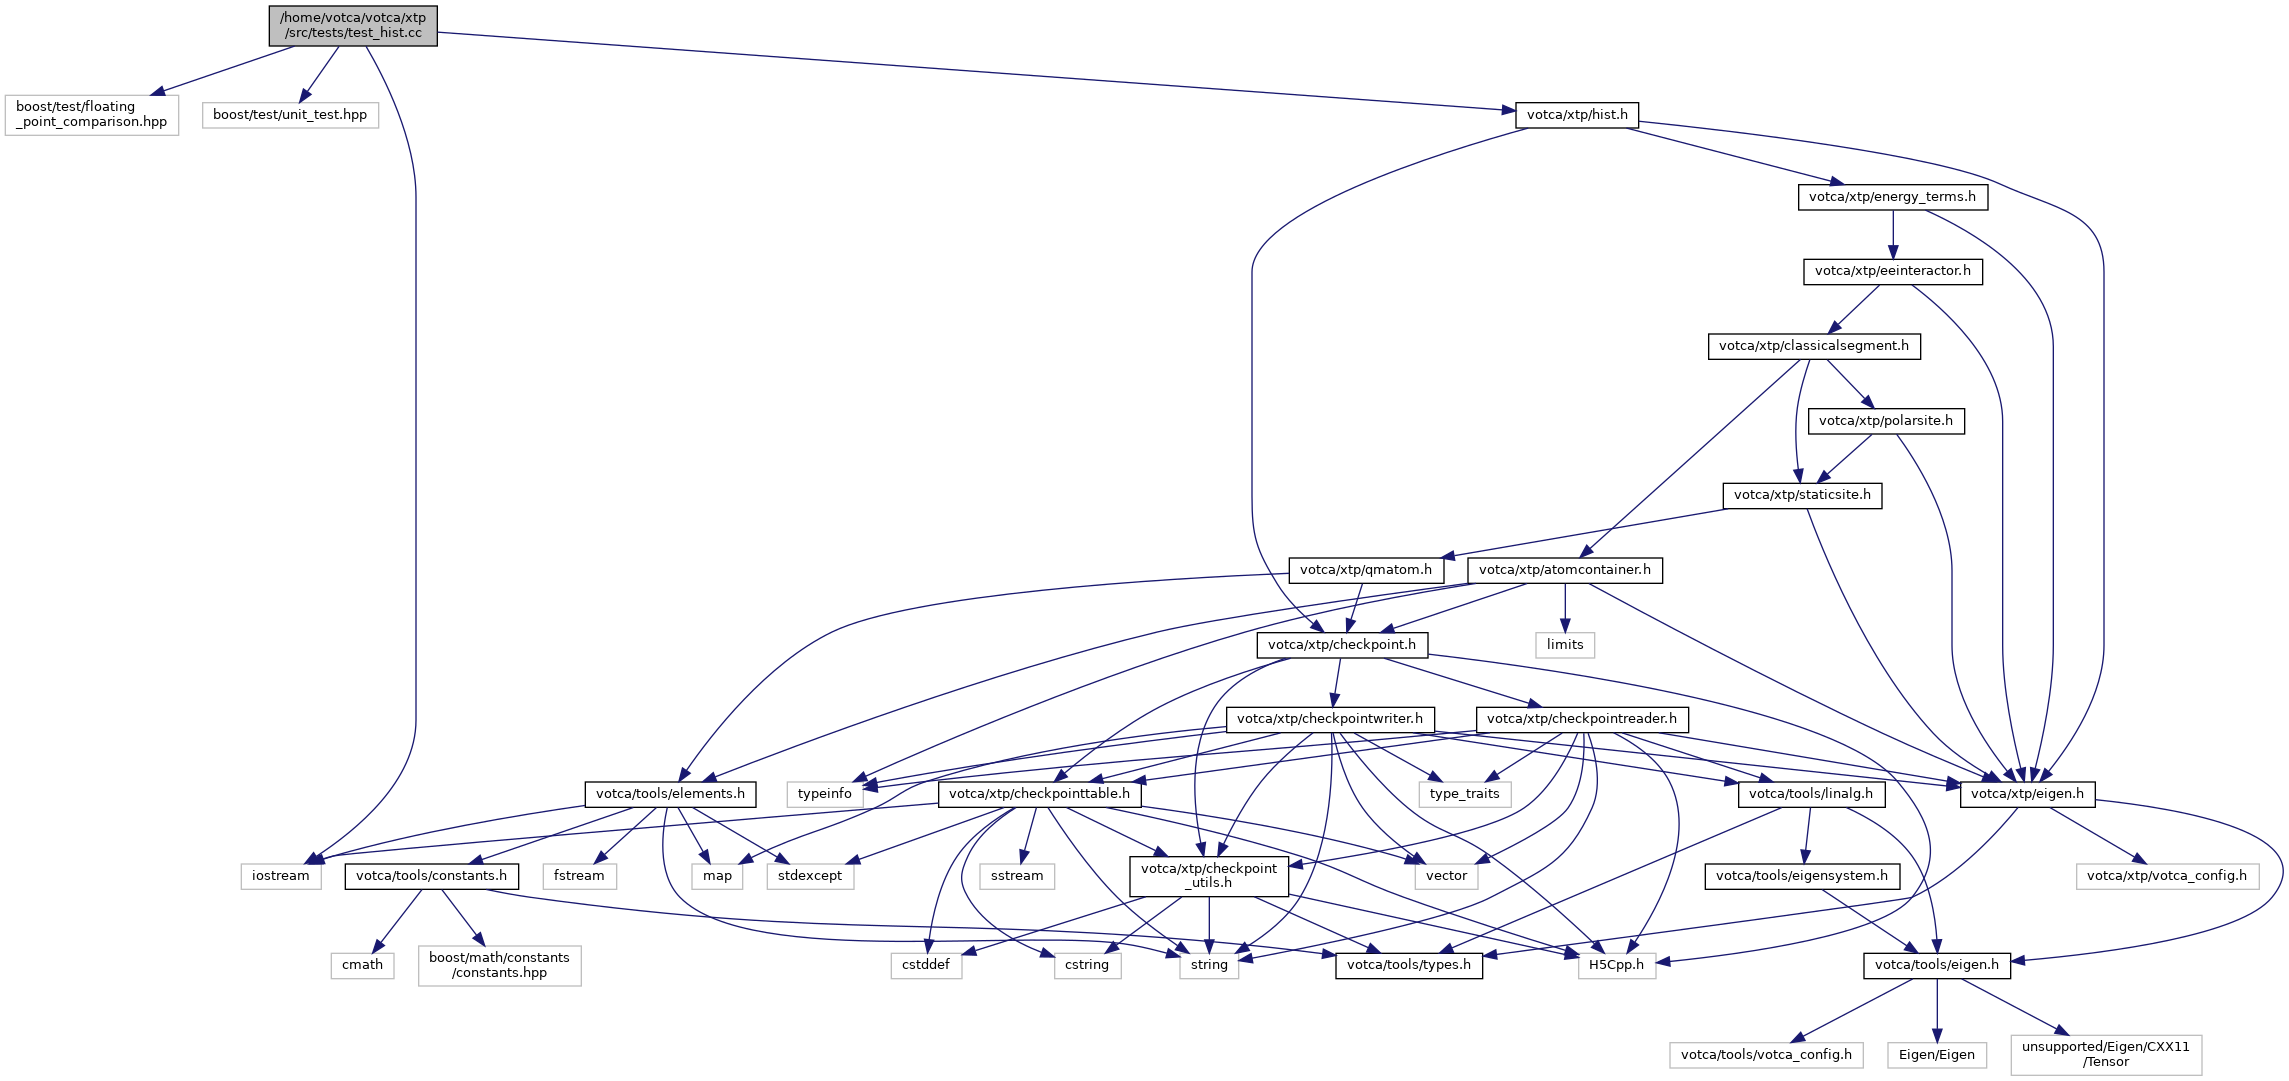 /home/votca/votca/xtp
/src/tests/test_hist.cc
boost/test/floating
_point_comparison.hpp
boost/test/unit_test.hpp
votca/xtp/hist.h
votca/xtp/energy_terms.h
votca/xtp/eeinteractor.h
votca/xtp/classicalsegment.h
votca/xtp/polarsite.h
votca/xtp/staticsite.h
votca/xtp/qmatom.h
votca/xtp/atomcontainer.h
votca/xtp/checkpoint.h
limits
votca/xtp/checkpointwriter.h
votca/xtp/checkpointreader.h
votca/tools/elements.h
typeinfo
votca/xtp/checkpointtable.h
type_traits
votca/tools/linalg.h
votca/xtp/eigen.h
iostream
votca/tools/constants.h
fstream
map
stdexcept
sstream
votca/xtp/checkpoint
_utils.h
vector
votca/tools/eigensystem.h
votca/xtp/votca_config.h
cmath
boost/math/constants
/constants.hpp
cstddef
cstring
string
votca/tools/types.h
H5Cpp.h
votca/tools/eigen.h
votca/tools/votca_config.h
Eigen/Eigen
unsupported/Eigen/CXX11
/Tensor